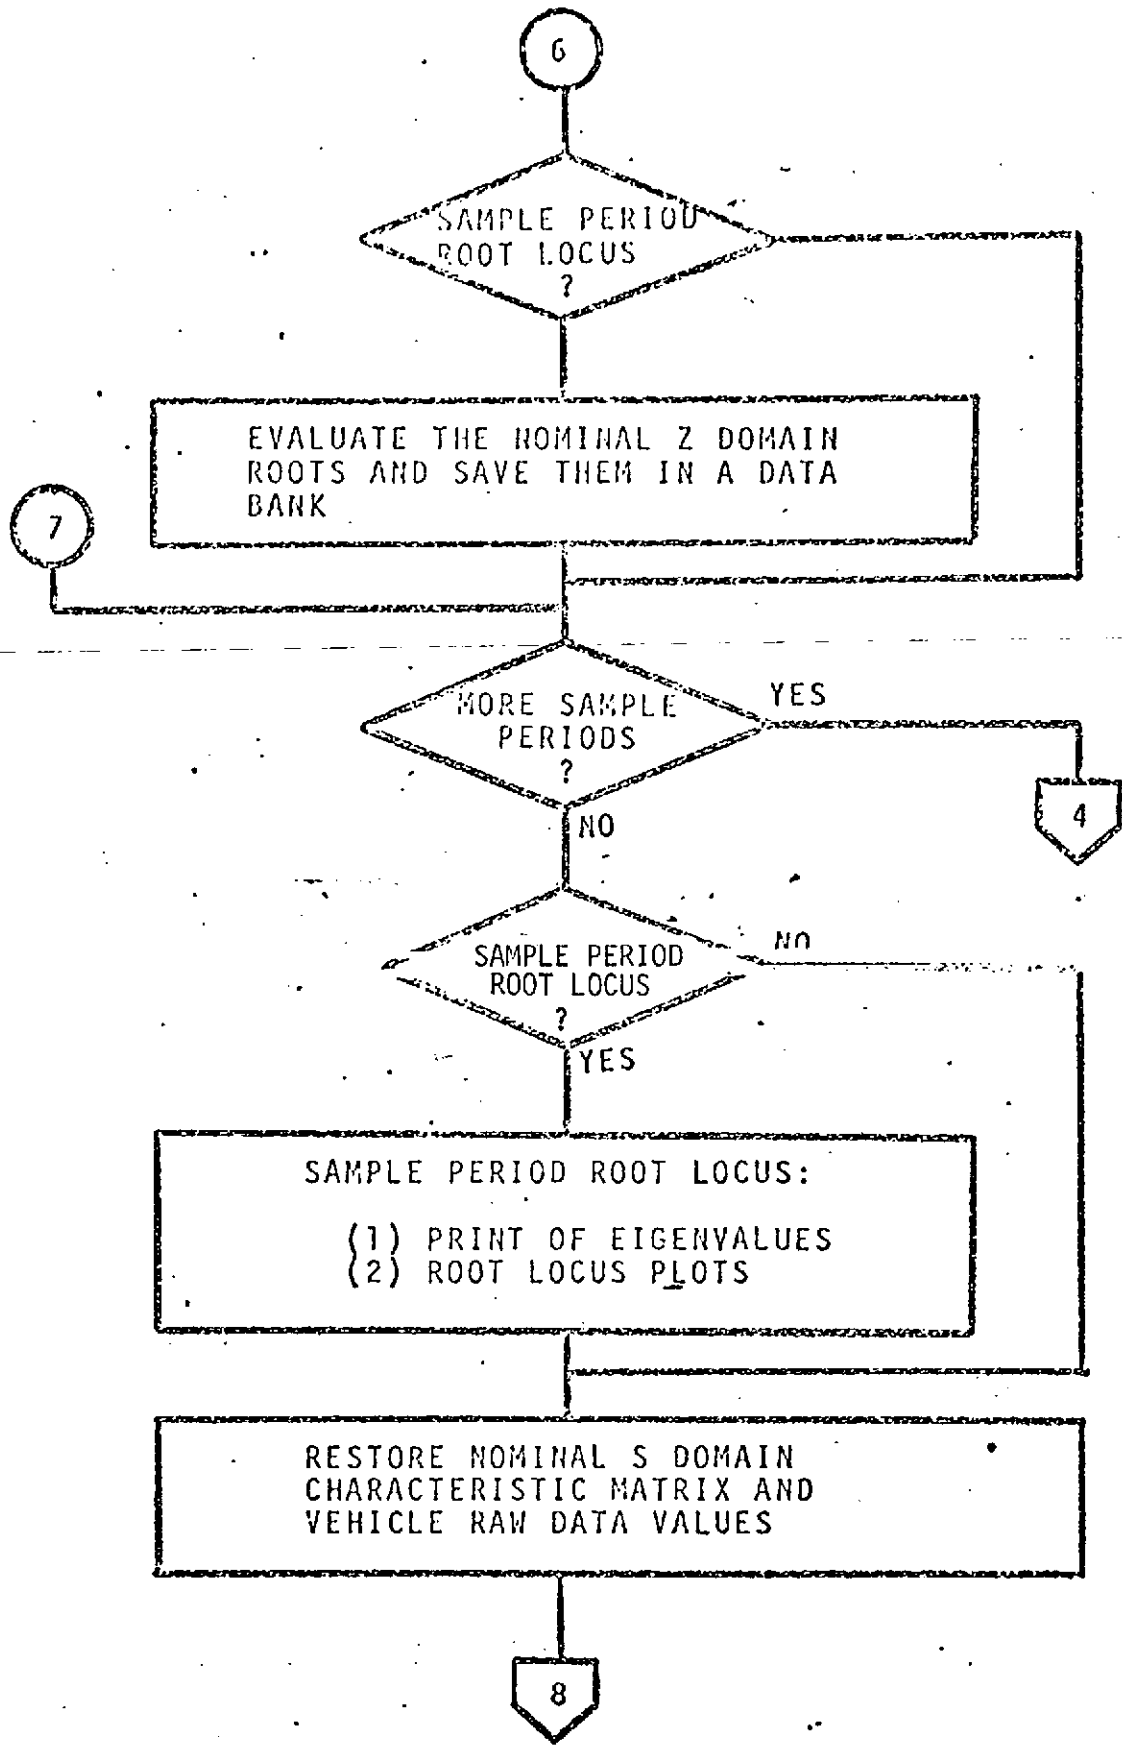 6
SAMPLE PERIOD
ROOT LOCUS
?
EVALUATE THE NOMINAL Z DOMAIN
ROOTS AND SAVE THEM IN A DATA
BANK
7
MORE SAMPLE
PERIODS
?
YES
4
NO
SAMPLE PERIOD
ROOT LOCUS
?
NO
YES
SAMPLE PERIOD ROOT LOCUS:
(1) PRINT OF EIGENVALUES
(2) ROOT LOCUS PLOTS
RESTORE NOMINAL S DOMAIN
CHARACTERISTIC MATRIX AND
VEHICLE RAW DATA VALUES
8